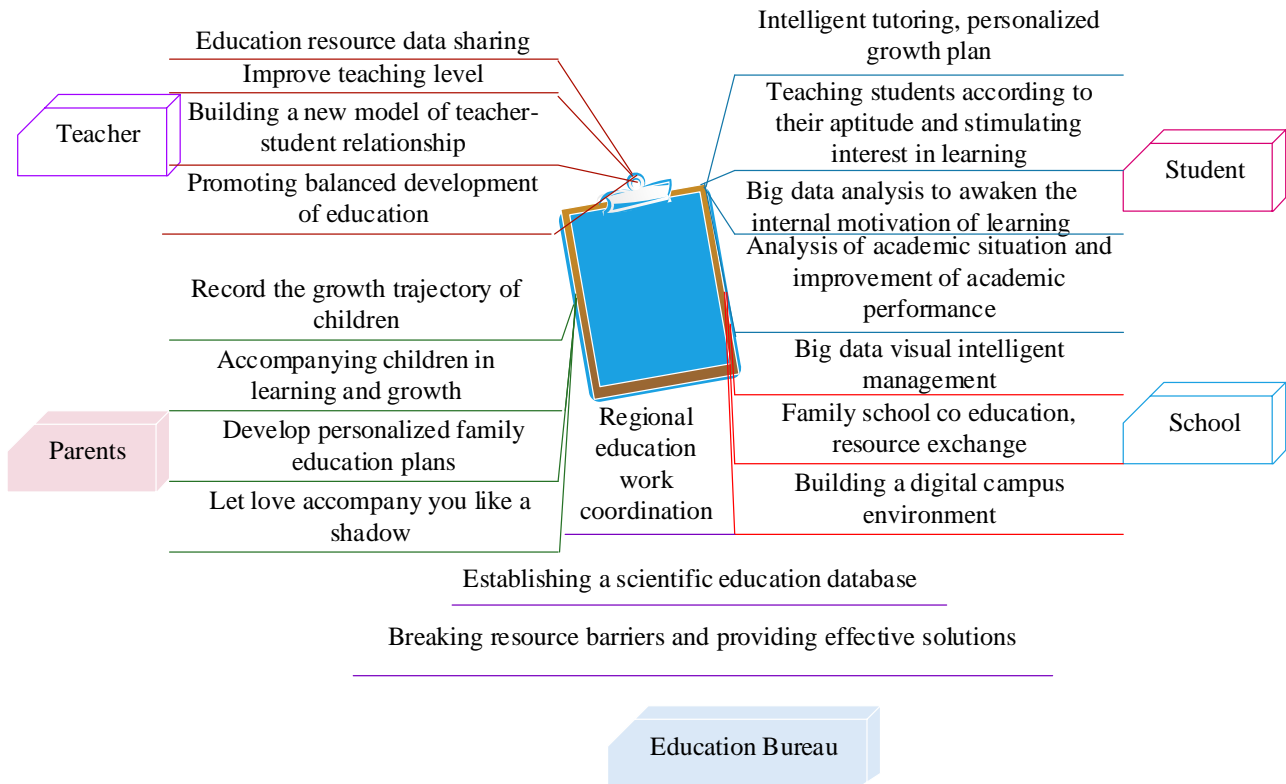 Education resource data sharing
Improve teaching level
Building a new model of teacher-
student relationship
Promoting balanced development
of education
Teacher
Intelligent tutoring, personalized
growth plan
Teaching students according to
their aptitude and stimulating
interest in learning
Big data analysis to awaken the
internal motivation of learning
Analysis of academic situation and
improvement of academic
performance
Student
Record the growth trajectory of
children
Accompanying children in
learning and growth
Develop personalized family
education plans
Let love accompany you like a
shadow
Parents
Regional
education
work
coordination
Big data visual intelligent
management
Family school co education,
resource exchange
Building a digital campus
environment
School
Establishing a scientific education database
Breaking resource barriers and providing effective solutions
Education Bureau